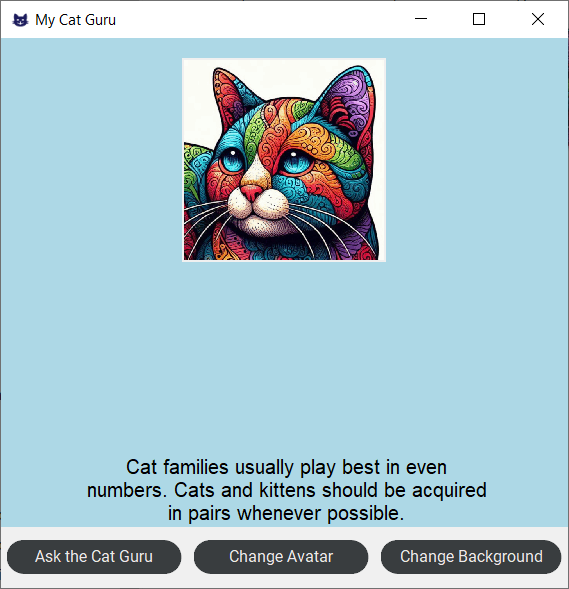 My Cat Guru
Cat families usually play best in even
numbers. Cats and kittens should be acquired
in pairs whenever possible.
Ask the Cat Guru
Change Avatar
Change Background